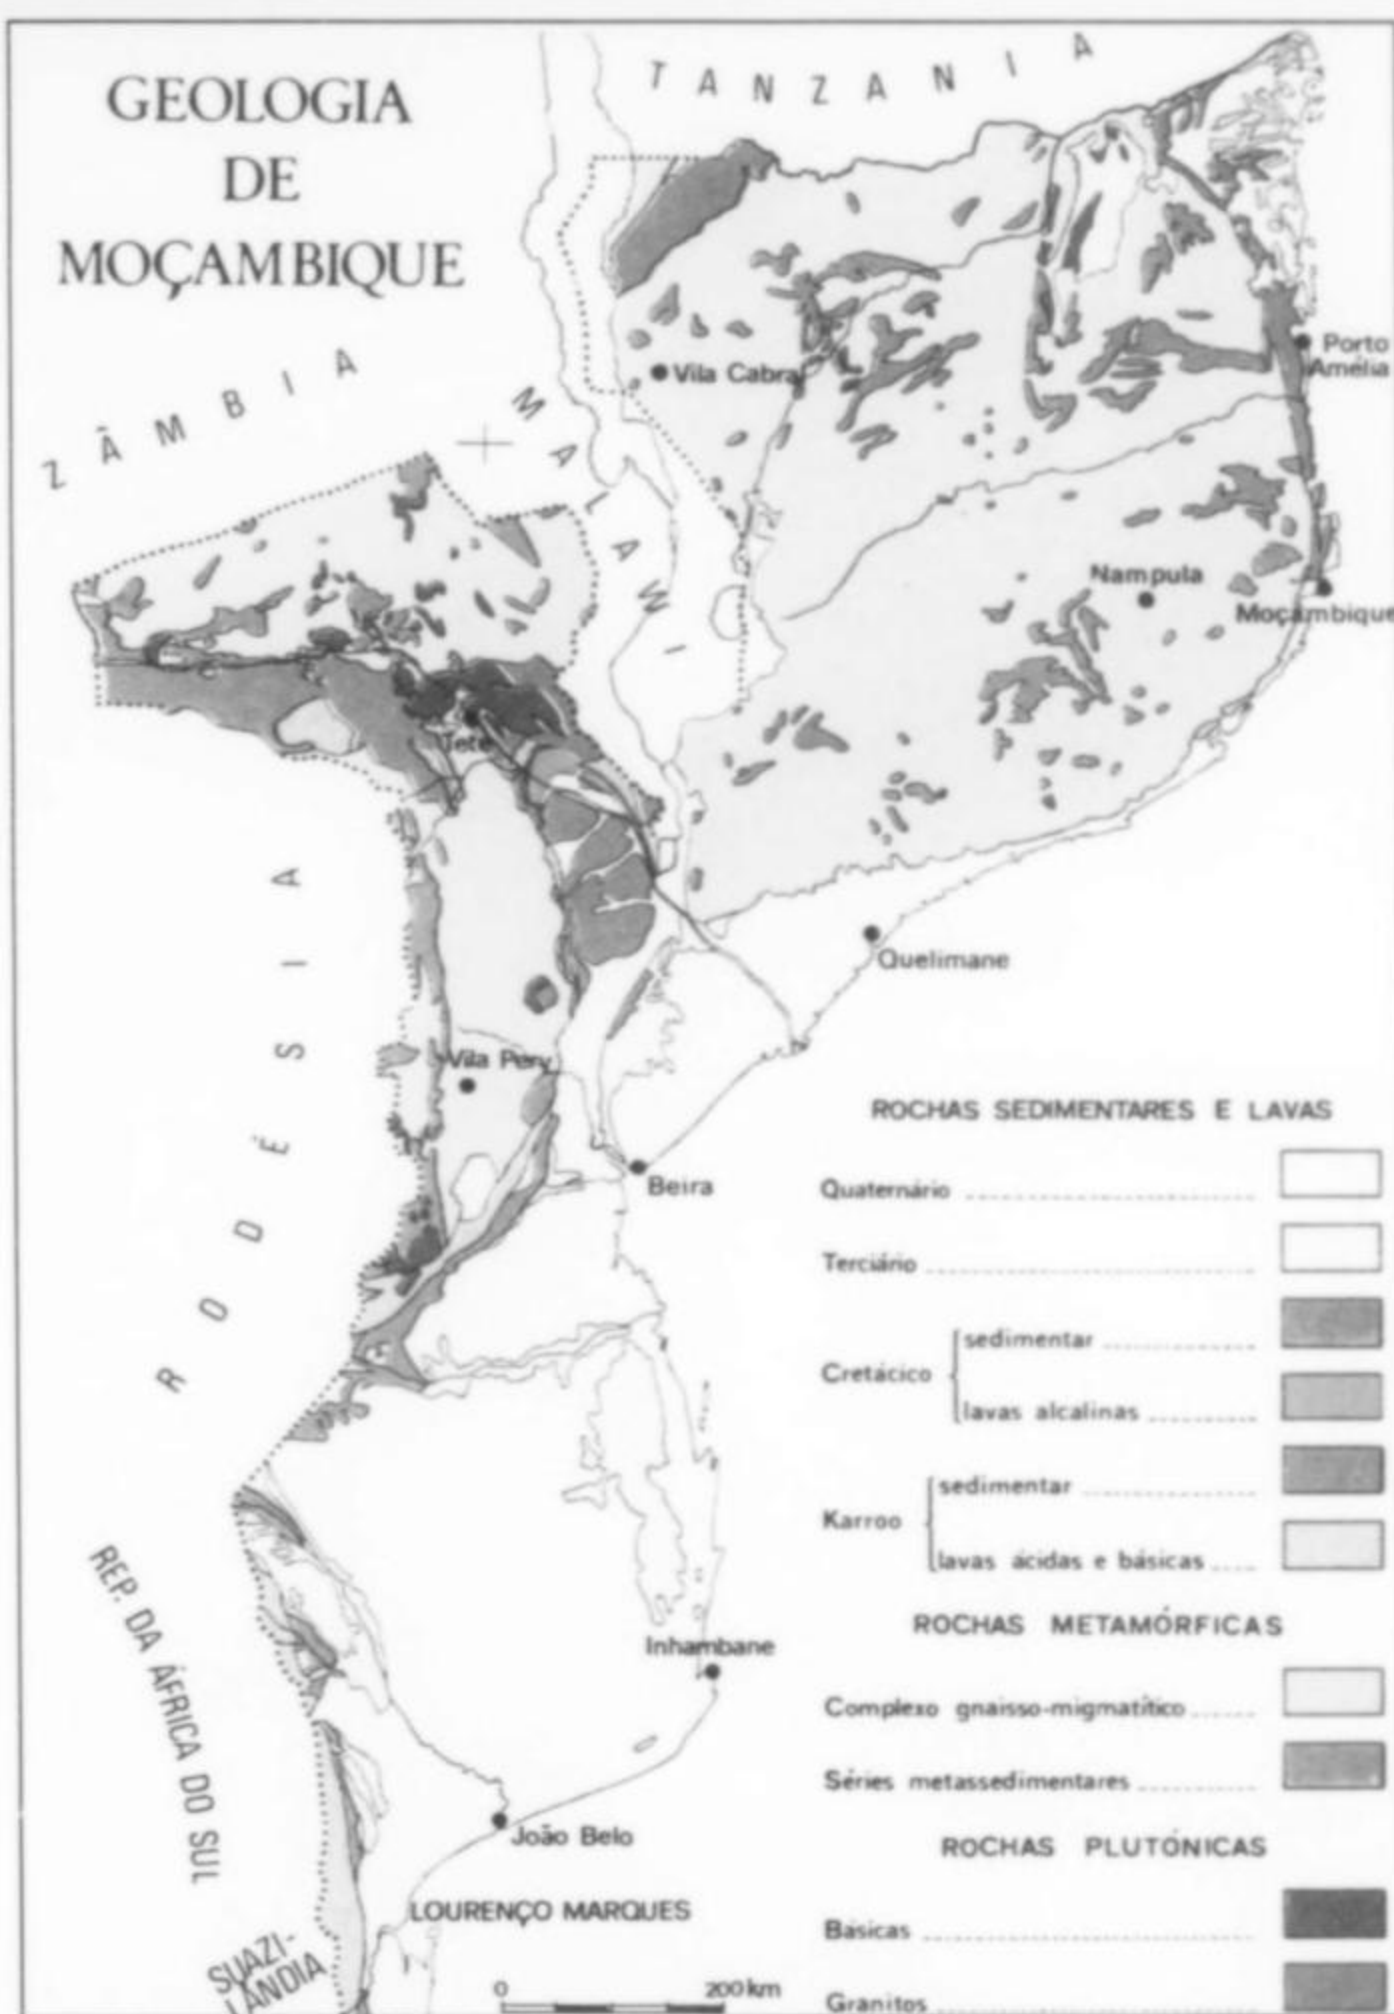 GEOLOGIA
DE
MOÇAMBIQUE
TANZANIA
ZÂMBIA
MALAWI
Vila Cabral
Porto
Amélia
Nampula
Moçambique
Tete
Quelimane
RODÉSIA
Vila Pery
Beira
Inhambane
REP. DA ÁFRICA DO SUL
João Belo
LOURENÇO MARQUES
SUAZI-
LÂNDIA
0 200km
ROCHAS SEDIMENTARES E LAVAS
Quaternário
Terciário
Cretácico
sedimentar
lavas alcalinas
Karroo
sedimentar
lavas ácidas e básicas
ROCHAS METAMÓRFICAS
Complexo gnaisso-migmatítico
Séries metassedimentares
ROCHAS PLUTÓNICAS
Básicas
Granitos